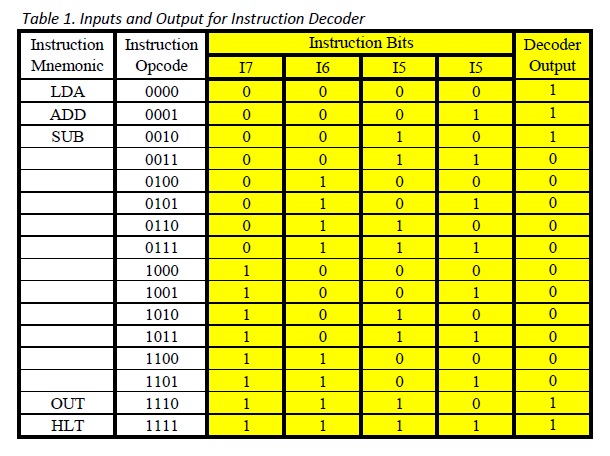 Table 1. Inputs and Output for Instruction Decoder
Instruction Mnemonic Instruction Opcode Instruction Bits Decoder Output
I7 I6 I5 I5
LDA 0000 0 0 0 0 1
ADD 0001 0 0 0 1 1
SUB 0010 0 0 1 0 1
0011 0 0 1 1 0
0100 0 1 0 0 0
0101 0 1 0 1 0
0110 0 1 1 0 0
0111 0 1 1 1 0
1000 1 0 0 0 0
1001 1 0 0 1 0
1010 1 0 1 0 0
1011 1 0 1 1 0
1100 1 1 0 0 0
1101 1 1 0 1 0
OUT 1110 1 1 1 0 1
HLT 1111 1 1 1 1 1